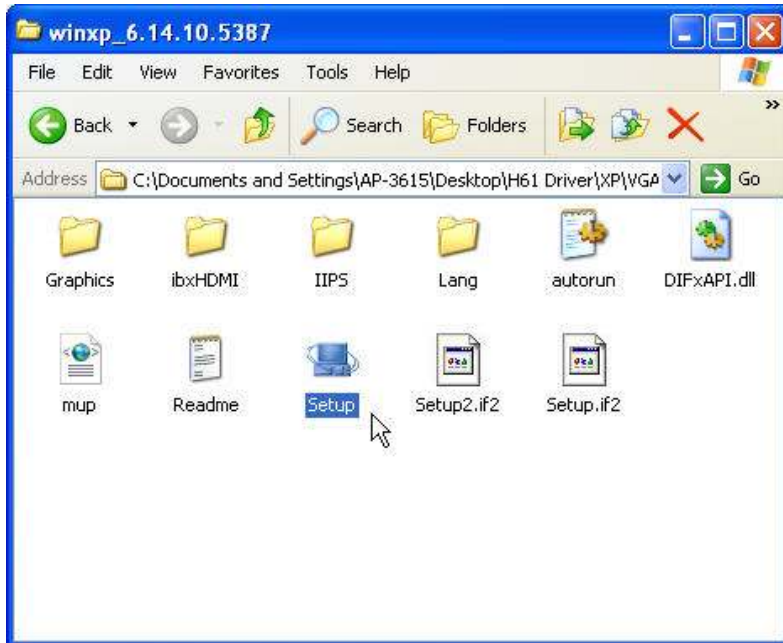 winxp_6.14.10.5387
File Edit View Favorites Tools Help
Back Search Folders »
Address C:\Documents and Settings\AP-3615\Desktop\H61 Driver\XP\VGA Go
Graphics ibxHDMI IIPS Lang autorun DIFxAPI.dll
mup Readme Setup Setup2.if2 Setup.if2